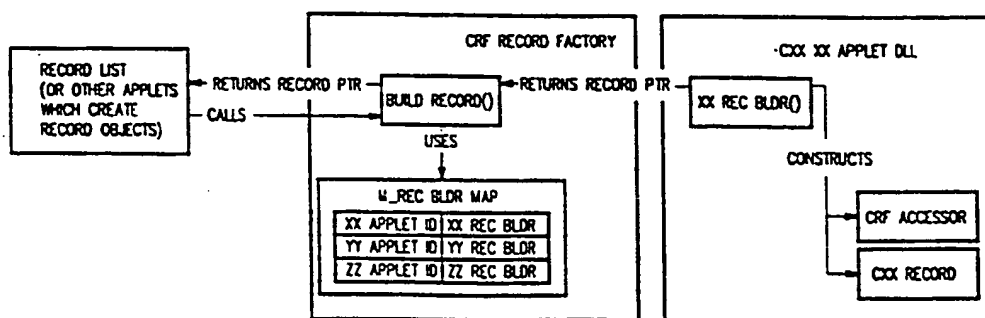 RECORD LIST
(OR OTHER APPLETS
WHICH CREATE
RECORD OBJECTS)
RETURNS RECORD PTR
CALLS
CRF RECORD FACTORY
BUILD RECORD()
USES
M_REC BLDR MAP
XX APPLET ID XX REC BLDR
YY APPLET ID YY REC BLDR
ZZ APPLET ID ZZ REC BLDR
RETURNS RECORD PTR
CXX XX APPLET DLL
XX REC BLDR()
CONSTRUCTS
CRF ACCESSOR
CXX RECORD